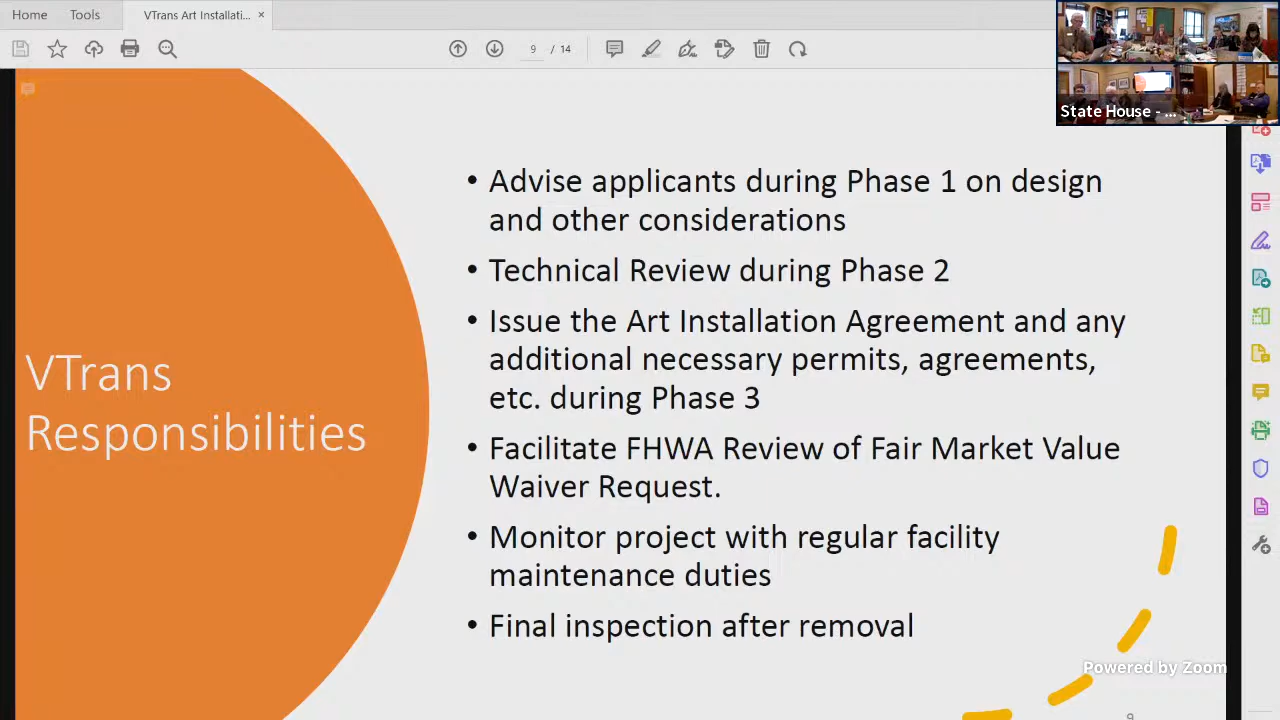 Home
Tools
VTrans Art Installati...
×
9 / 14
State House - ...
VTrans
Responsibilities
• Advise applicants during Phase 1 on design
and other considerations
• Technical Review during Phase 2
• Issue the Art Installation Agreement and any
additional necessary permits, agreements,
etc. during Phase 3
• Facilitate FHWA Review of Fair Market Value
Waiver Request.
• Monitor project with regular facility
maintenance duties
• Final inspection after removal
Powered by Zoom
9